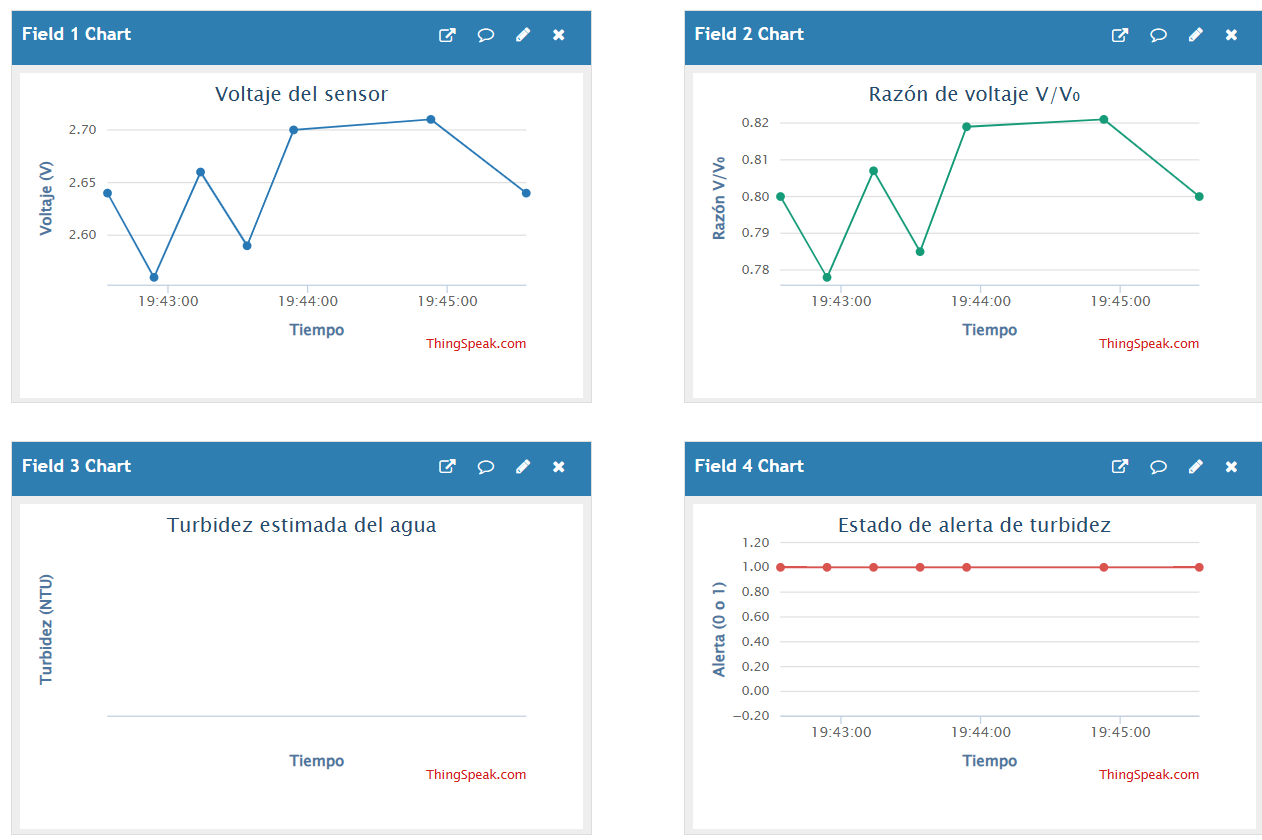 Field 1 Chart
Voltaje del sensor
Voltaje (V)
2.70
2.65
2.60
19:43:00 19:44:00 19:45:00
Tiempo
ThingSpeak.com
Field 2 Chart
Razón de voltaje V/V₀
Razón V/V₀
0.82
0.81
0.80
0.79
0.78
19:43:00 19:44:00 19:45:00
Tiempo
ThingSpeak.com
Field 3 Chart
Turbidez estimada del agua
Turbidez (NTU)
Tiempo
ThingSpeak.com
Field 4 Chart
Estado de alerta de turbidez
Alerta (0 o 1)
1.20
1.00
0.80
0.60
0.40
0.20
0.00
−0.20
19:43:00 19:44:00 19:45:00
Tiempo
ThingSpeak.com